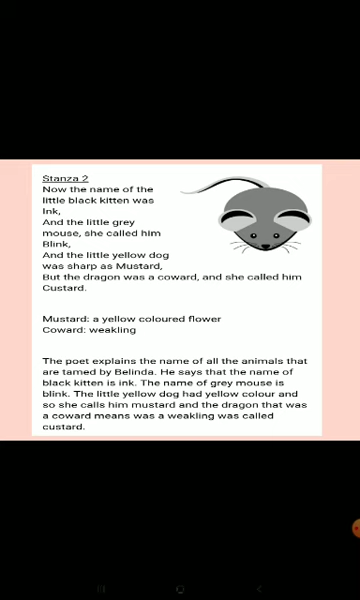 Stanza 2
Now the name of the
little black kitten was
Ink,
And the little grey
mouse, she called him
Blink,
And the little yellow dog
was sharp as Mustard,
But the dragon was a coward, and she called him
Custard.
Mustard: a yellow coloured flower
Coward: weakling
The poet explains the name of all the animals that
are tamed by Belinda. He says that the name of
black kitten is ink. The name of grey mouse is
blink. The little yellow dog had yellow colour and
so she calls him mustard and the dragon that was
a coward means was a weakling was called
custard.